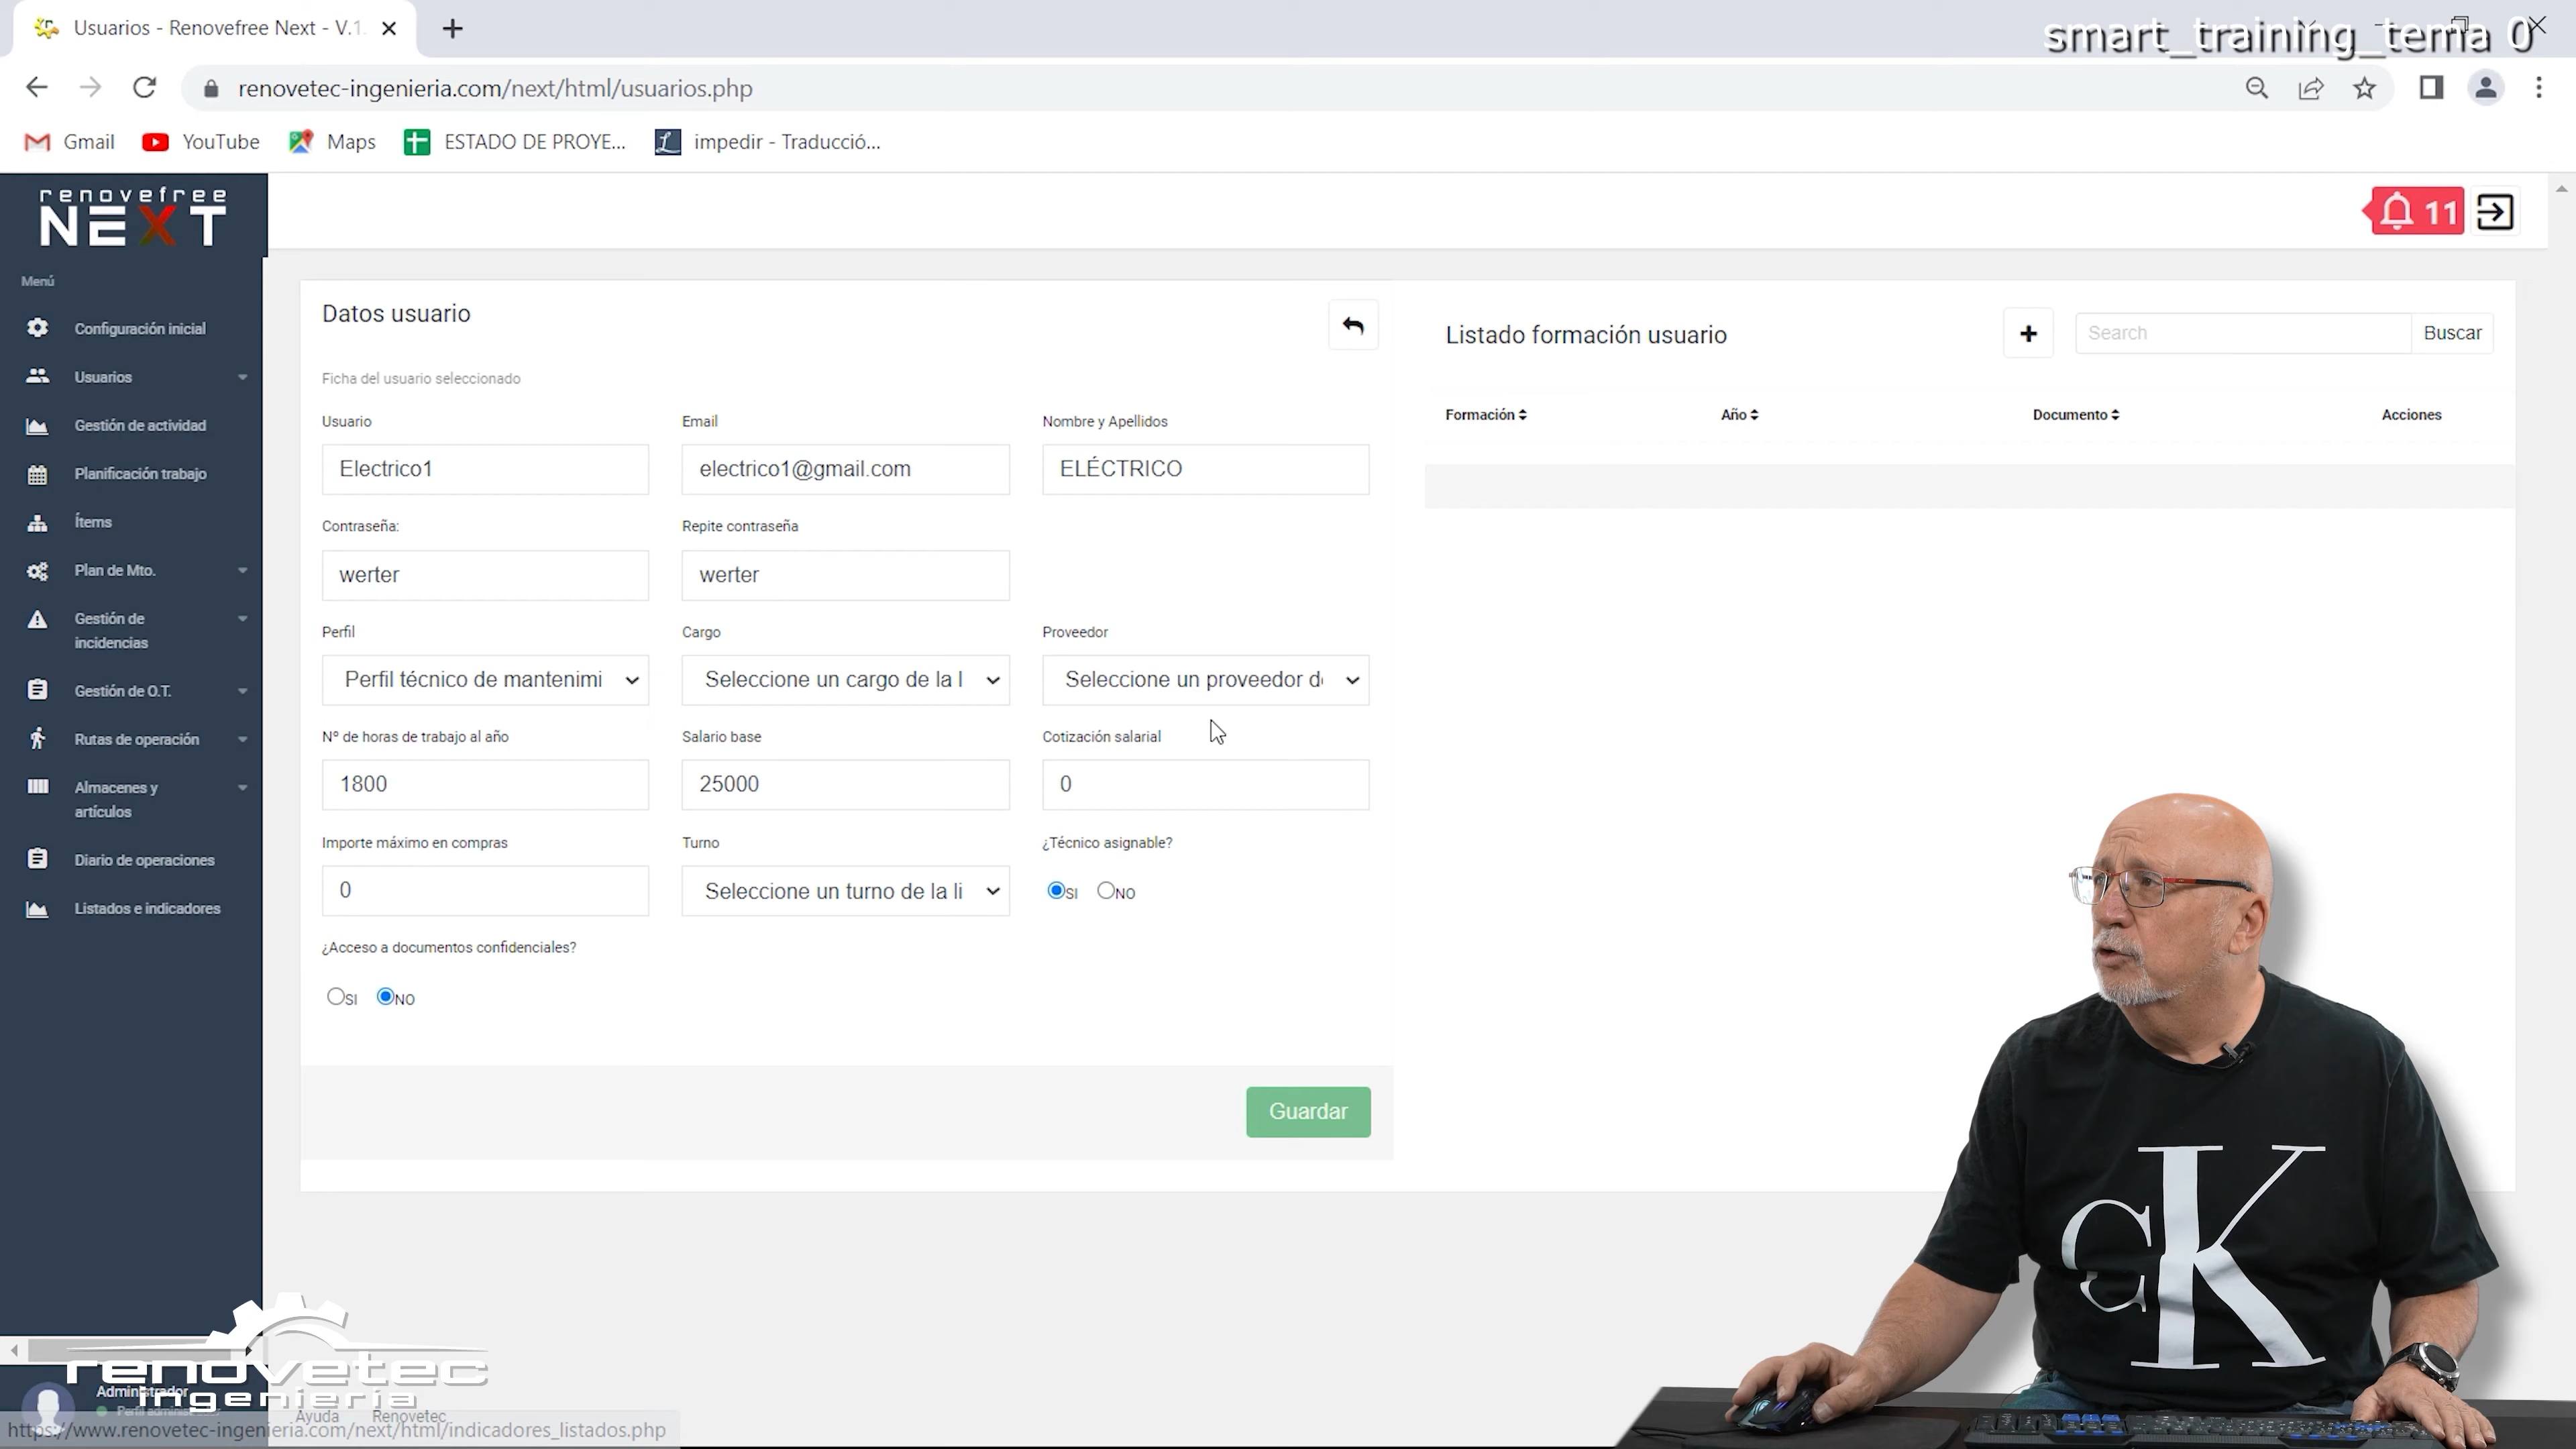 Usuarios - Renovefree Next - V.1.
smart_training_tema 0
renovetec-ingenieria.com/next/html/usuarios.php
Gmail
YouTube
Maps
ESTADO DE PROYE...
impedir - Traducció...
renovefree
NEXT
11
Menú
Configuración inicial
Usuarios
Gestión de actividad
Planificación trabajo
Ítems
Plan de Mto.
Gestión de
incidencias
Gestión de O.T.
Rutas de operación
Almacenes y
artículos
Diario de operaciones
Listados e indicadores
Datos usuario
Ficha del usuario seleccionado
Usuario
Email
Nombre y Apellidos
Electrico1
electrico1@gmail.com
ELÉCTRICO
Contraseña:
Repite contraseña
werter
werter
Perfil
Cargo
Proveedor
Perfil técnico de mantenimi
Seleccione un cargo de la l
Seleccione un proveedor d
Nº de horas de trabajo al año
Salario base
Cotización salarial
1800
25000
0
Importe máximo en compras
Turno
¿Técnico asignable?
0
Seleccione un turno de la li
SI
NO
¿Acceso a documentos confidenciales?
SI
NO
Guardar
Listado formación usuario
Search
Buscar
Formación
Año
Documento
Acciones
CK
renovetec
ingenieria
Administrador
Ayuda
Renovetec
https://www.renovetec-ingenieria.com/next/html/indicadores_listados.php